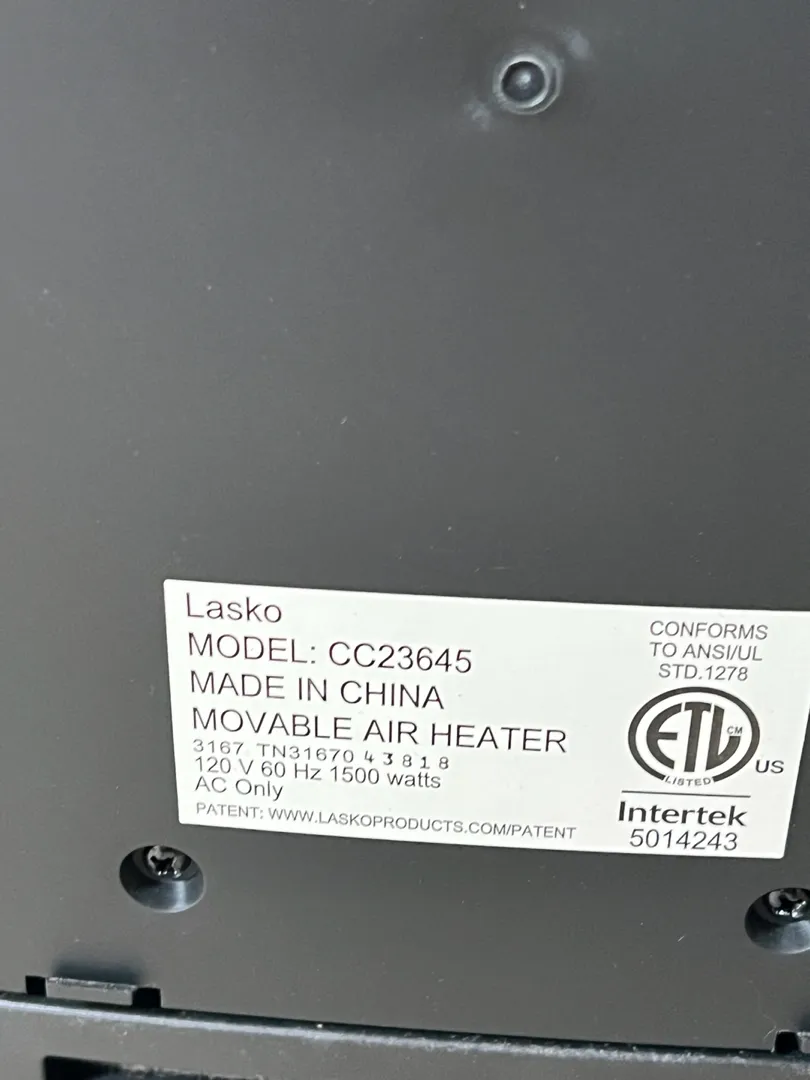 Lasko
MODEL: CC23645
MADE IN CHINA
MOVABLE AIR HEATER
3167 TN31670 4 3 8 1 8
120 V 60 Hz 1500 watts
AC Only
PATENT: WWW.LASKOPRODUCTS.COM/PATENT
CONFORMS
TO ANSI/UL
STD.1278
ETL CM
LISTED
US
Intertek
5014243